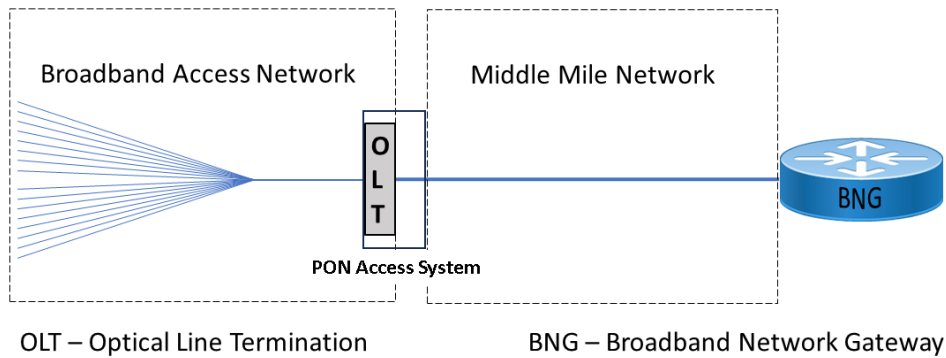 Broadband Access Network
Middle Mile Network
O
L
T
BNG
PON Access System
OLT – Optical Line Termination
BNG – Broadband Network Gateway